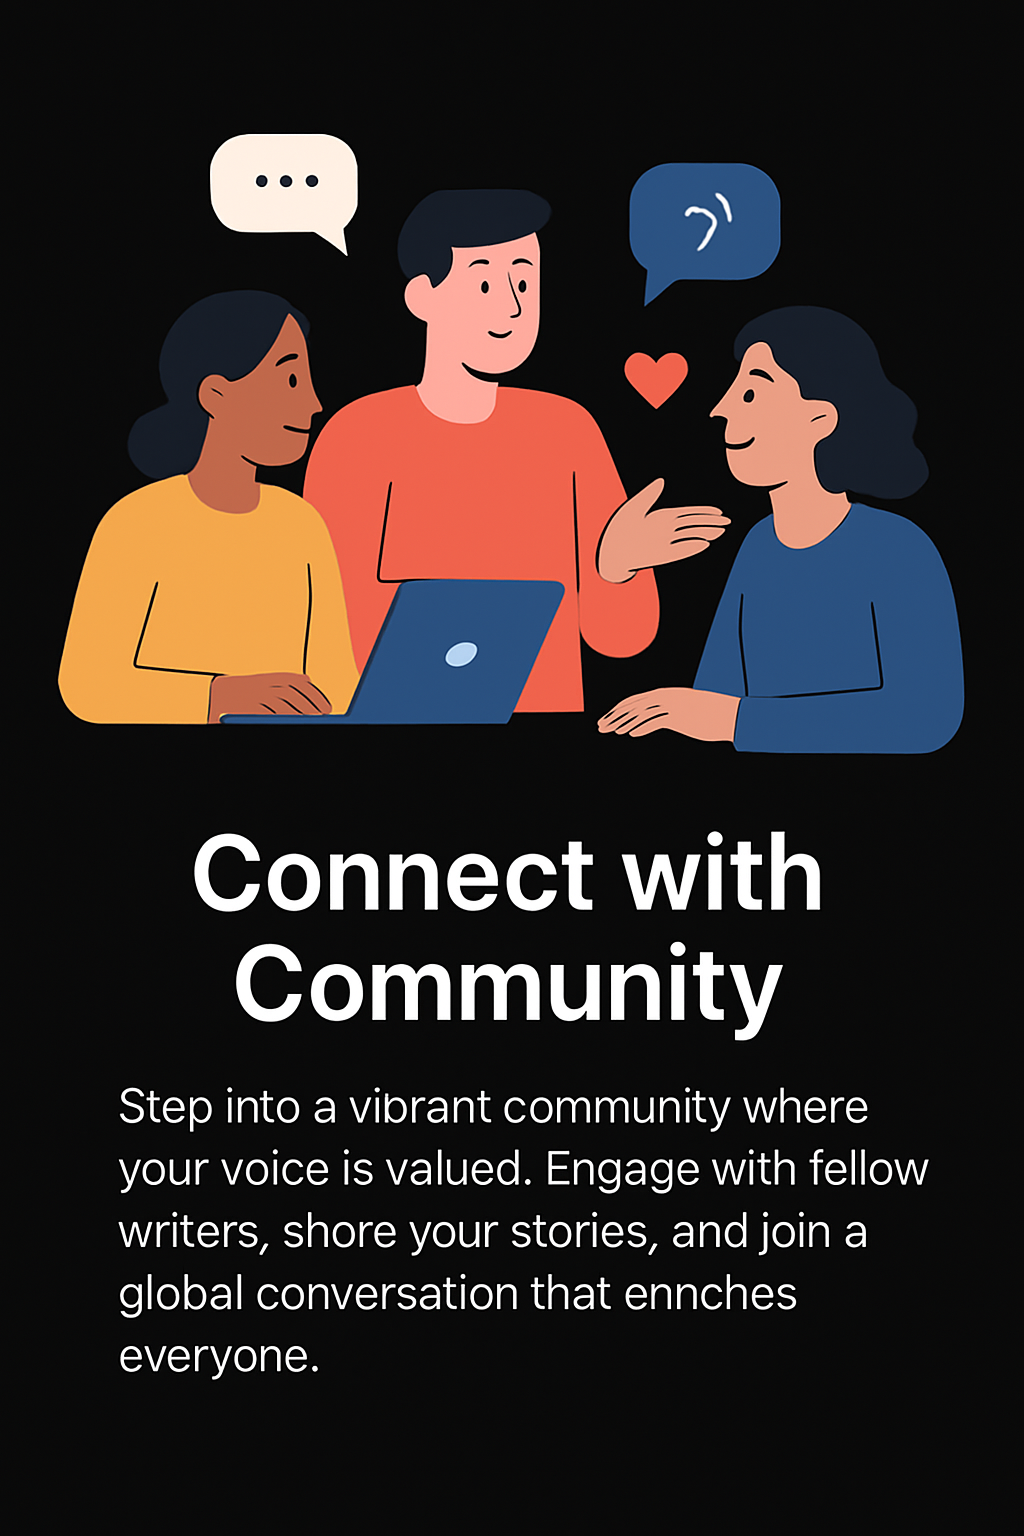 Connect with
Community
Step into a vibrant community where
your voice is valued. Engage with fellow
writers, shore your stories, and join a
global conversation that ennches
everyone.